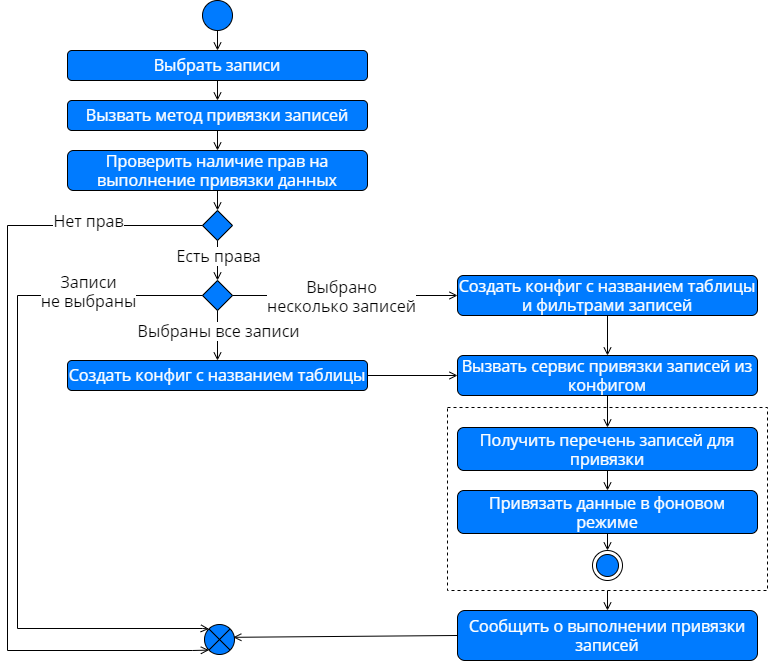 Выбрать записи
Вызвать метод привязки записей
Проверить наличие прав на
выполнение привязки данных
Нет прав
Есть права
Записи
не выбраны
Выбрано
несколько записей
Создать конфиг с названием таблицы
и фильтрами записей
Выбраны все записи
Создать конфиг с названием таблицы
Вызвать сервис привязки записей из
конфигом
Получить перечень записей для
привязки
Привязать данные в фоновом
режиме
Сообщить о выполнении привязки
записей